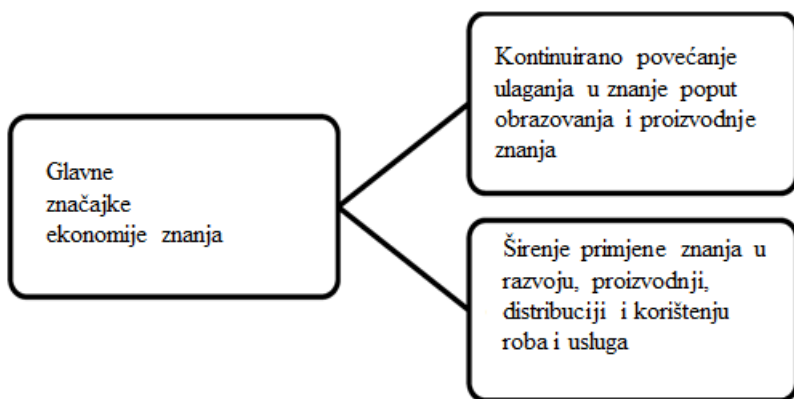 Glavne
značajke
ekonomije znanja
Kontinuirano povećanje
ulaganja u znanje poput
obrazovanja i proizvodnje
znanja
Širenje primjene znanja u
razvoju, proizvodnji,
distribuciji i korištenju
roba i usluga